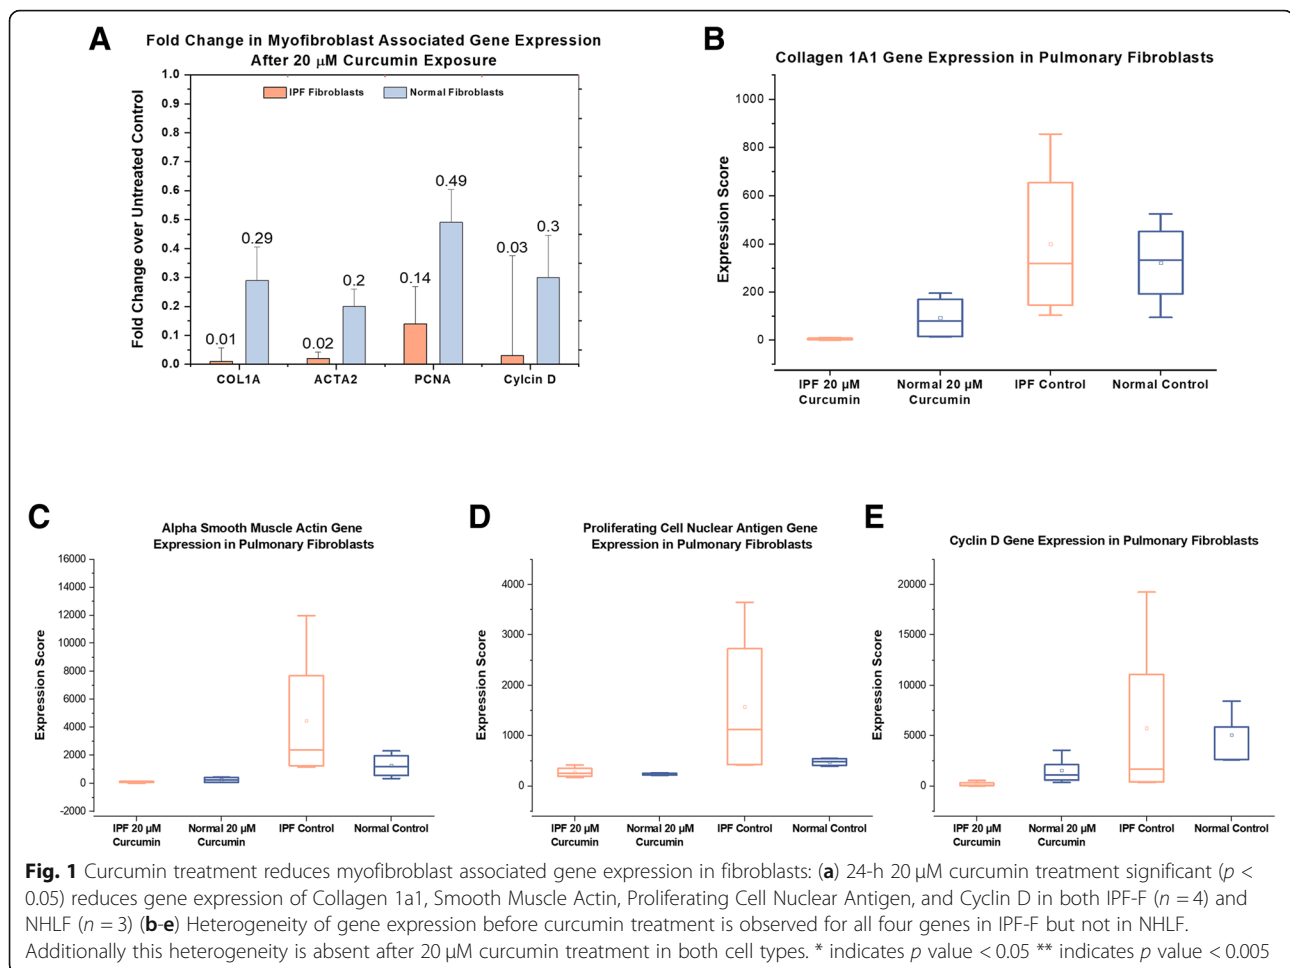 A
Fold Change in Myofibroblast Associated Gene Expression
After 20 μM Curcumin Exposure
Fold Change over Untreated Control
1.0
0.9
0.8
0.7
0.6
0.5
0.4
0.3
0.2
0.1
0.0
IPF Fibroblasts
Normal Fibroblasts
0.01
0.29
0.02
0.2
0.14
0.49
0.03
0.3
COL1A
ACTA2
PCNA
Cylcin D
B
Collagen 1A1 Gene Expression in Pulmonary Fibroblasts
Expression Score
1000
800
600
400
200
0
IPF 20 μM
Curcumin
Normal 20 μM
Curcumin
IPF Control
Normal Control
C
Alpha Smooth Muscle Actin Gene
Expression in Pulmonary Fibroblasts
Expression Score
16000
14000
12000
10000
8000
6000
4000
2000
0
-2000
IPF 20 μM
Curcumin
Normal 20 μM
Curcumin
IPF Control
Normal Control
D
Proliferating Cell Nuclear Antigen Gene
Expression in Pulmonary Fibroblasts
Expression Score
4000
3000
2000
1000
0
IPF 20 μM
Curcumin
Normal 20 μM
Curcumin
IPF Control
Normal Control
E
Cyclin D Gene Expression in Pulmonary Fibroblasts
Expression Score
20000
15000
10000
5000
0
IPF 20 μM
Curcumin
Normal 20 μM
Curcumin
IPF Control
Normal Control
Fig. 1 Curcumin treatment reduces myofibroblast associated gene expression in fibroblasts: (a) 24-h 20 μM curcumin treatment significant (p <
0.05) reduces gene expression of Collagen 1a1, Smooth Muscle Actin, Proliferating Cell Nuclear Antigen, and Cyclin D in both IPF-F (n = 4) and
NHLF (n = 3) (b-e) Heterogeneity of gene expression before curcumin treatment is observed for all four genes in IPF-F but not in NHLF.
Additionally this heterogeneity is absent after 20 μM curcumin treatment in both cell types. * indicates p value < 0.05 ** indicates p value < 0.005